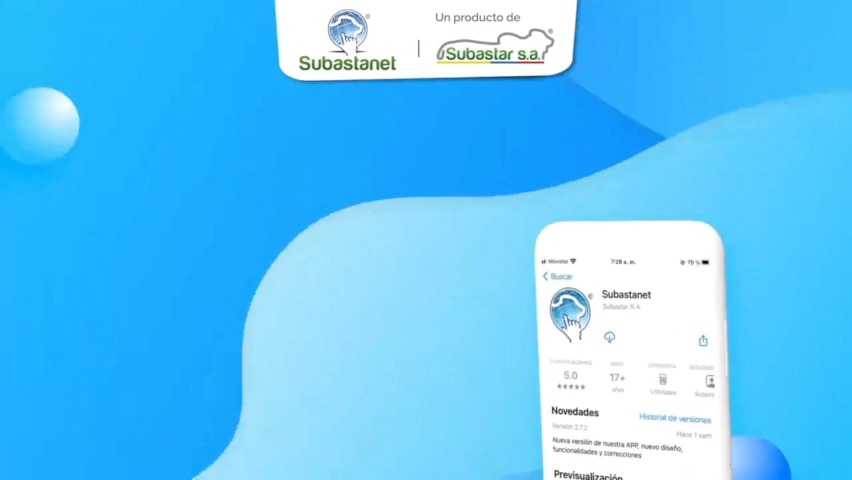 Un producto de
Subastanet
Subastar s.a.
Movistar
7:28 a. m.
75 %
Buscar
Subastanet
Subastar S.A
5.0
17+
años
Utilidades
Novedades
Historial de versiones
Versión 2.7.2
Hace 1 sem
Nueva versión de nuestra APP, nuevo diseño,
funcionalidades y correcciones
Previsualización